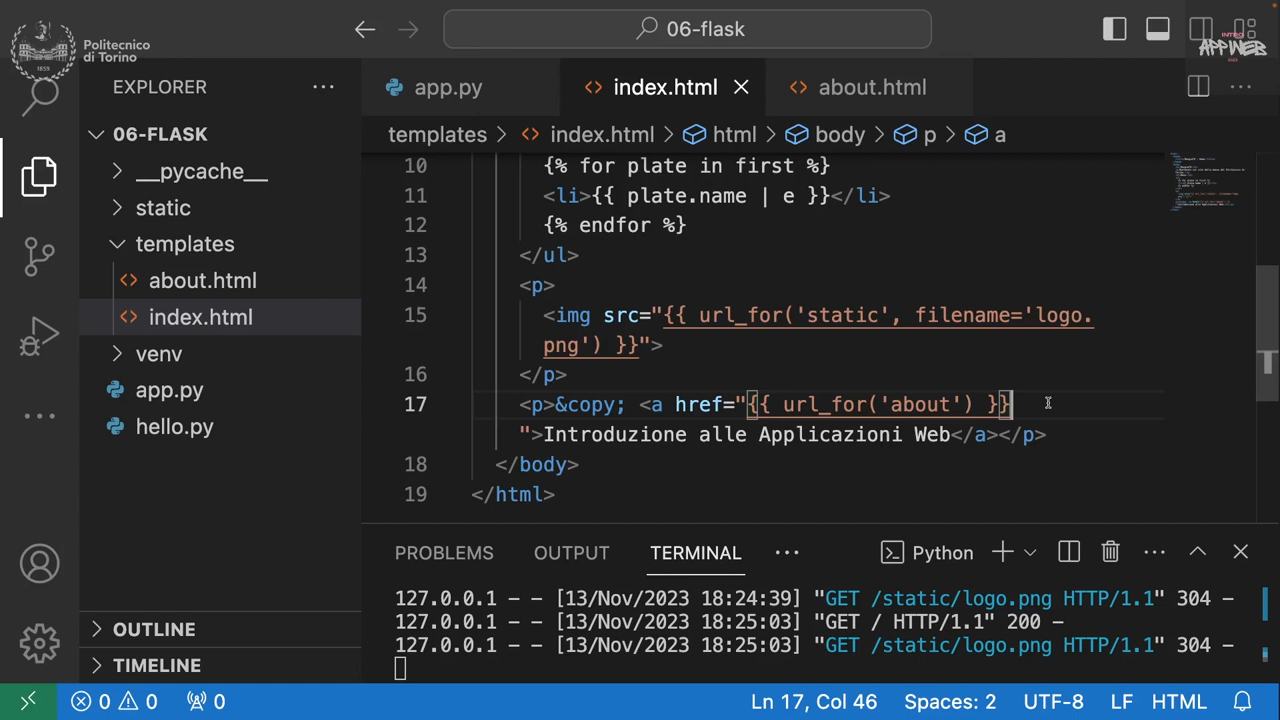 Politecnico
di Torino
1859
06-flask
INTRO
APPIWEB
2023
EXPLORER
app.py
index.html
about.html
06-FLASK
templates > index.html > html > body > p > a
__pycache__
static
templates
about.html
index.html
venv
app.py
hello.py
10 {% for plate in first %}
11 <li>{{ plate.name | e }}</li>
12 {% endfor %}
13 </ul>
14 <p>
15 <img src="{{ url_for('static', filename='logo.
png') }}">
16 </p>
17 <p>&copy; <a href="{{ url_for('about') }}
">Introduzione alle Applicazioni Web</a></p>
18 </body>
19 </html>
PROBLEMS OUTPUT TERMINAL ··· Python
127.0.0.1 - - [13/Nov/2023 18:24:39] "GET /static/logo.png HTTP/1.1" 304 -
127.0.0.1 - - [13/Nov/2023 18:25:03] "GET / HTTP/1.1" 200 -
127.0.0.1 - - [13/Nov/2023 18:25:03] "GET /static/logo.png HTTP/1.1" 304 -
OUTLINE
TIMELINE
0 0 0 Ln 17, Col 46 Spaces: 2 UTF-8 LF HTML